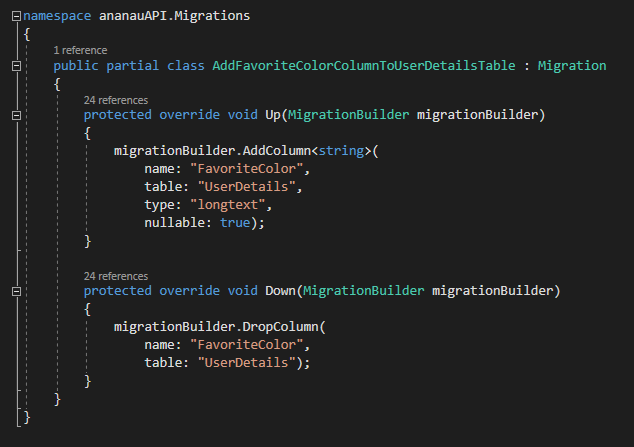 namespace ananauAPI.Migrations
{
1 reference
public partial class AddFavoriteColorColumnToUserDetailsTable : Migration
{
24 references
protected override void Up(MigrationBuilder migrationBuilder)
{
migrationBuilder.AddColumn<string>(
name: "FavoriteColor",
table: "UserDetails",
type: "longtext",
nullable: true);
}
24 references
protected override void Down(MigrationBuilder migrationBuilder)
{
migrationBuilder.DropColumn(
name: "FavoriteColor",
table: "UserDetails");
}
}
}